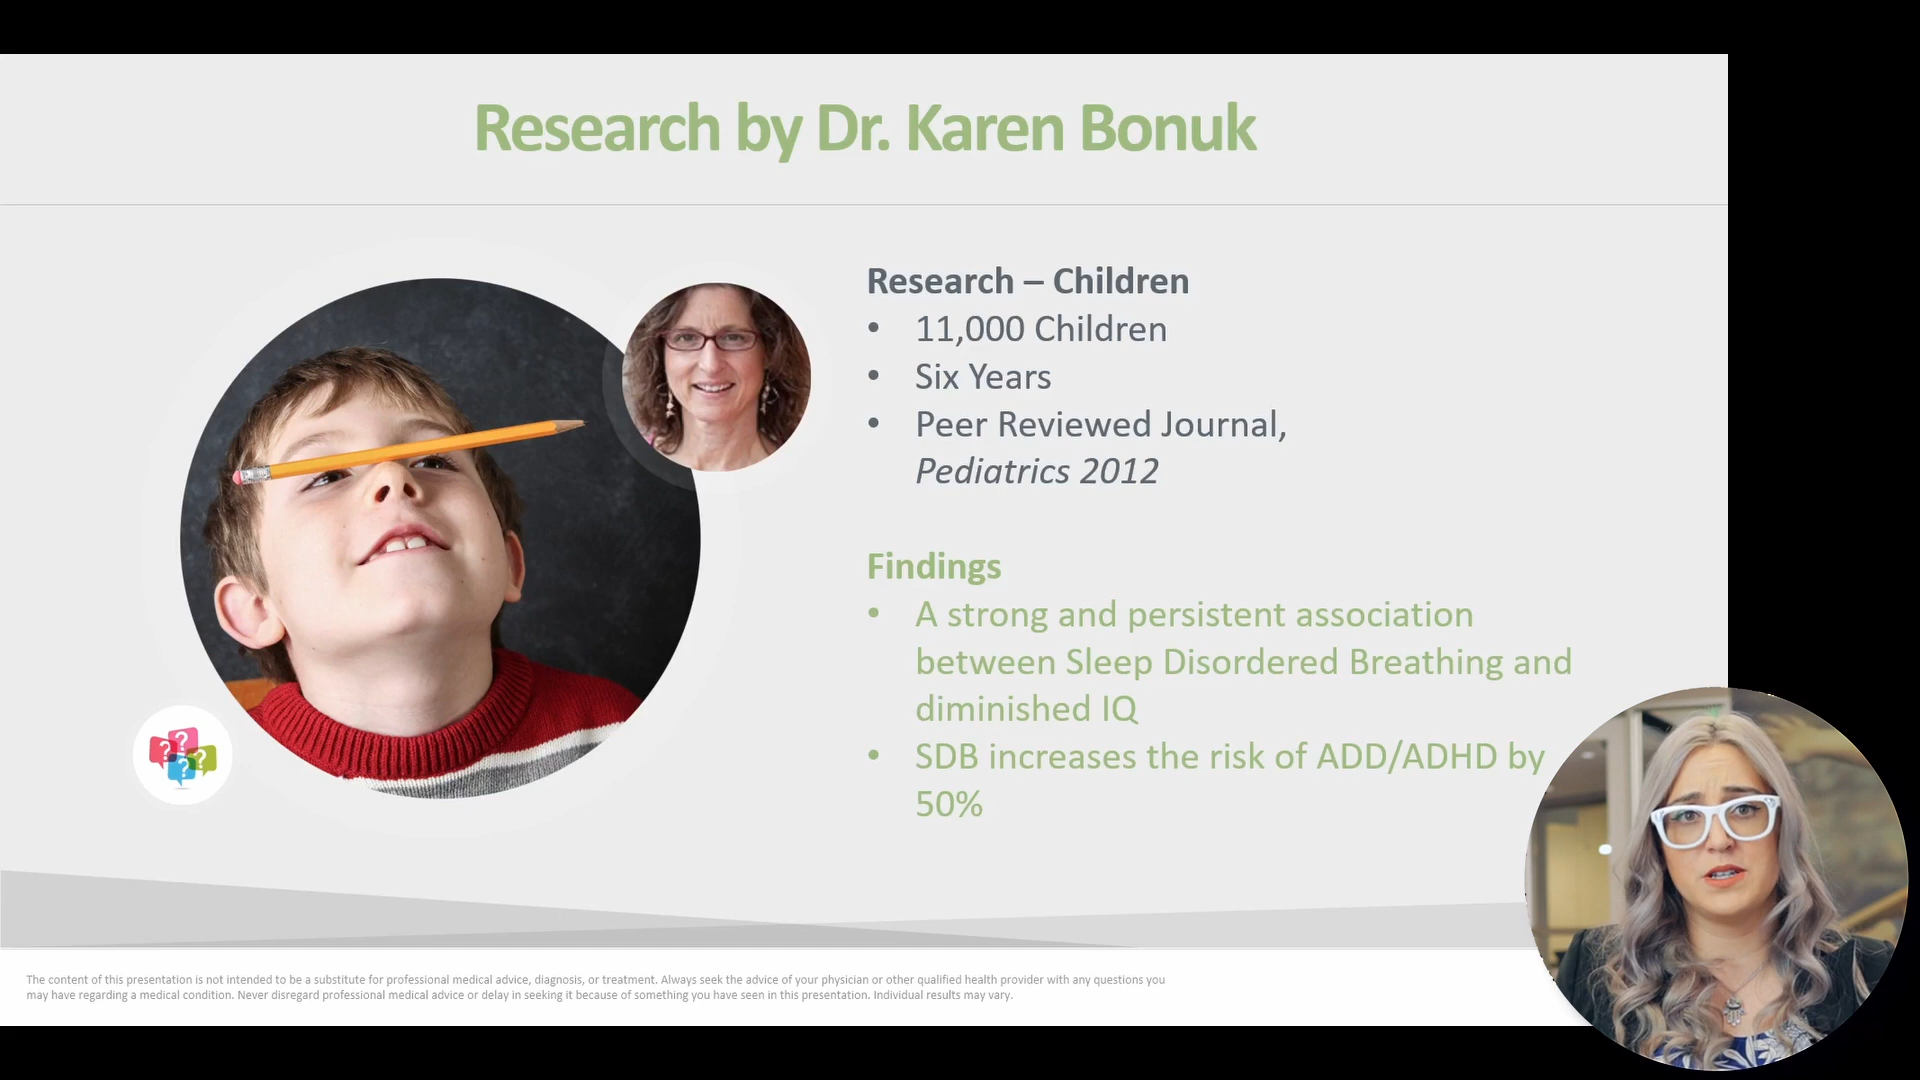 Research by Dr. Karen Bonuk
Research – Children
• 11,000 Children
• Six Years
• Peer Reviewed Journal,
Pediatrics 2012
Findings
• A strong and persistent association
between Sleep Disordered Breathing and
diminished IQ
• SDB increases the risk of ADD/ADHD by
50%
? ? ? ?
The content of this presentation is not intended to be a substitute for professional medical advice, diagnosis, or treatment. Always seek the advice of your physician or other qualified health provider with any questions you
may have regarding a medical condition. Never disregard professional medical advice or delay in seeking it because of something you have seen in this presentation. Individual results may vary.